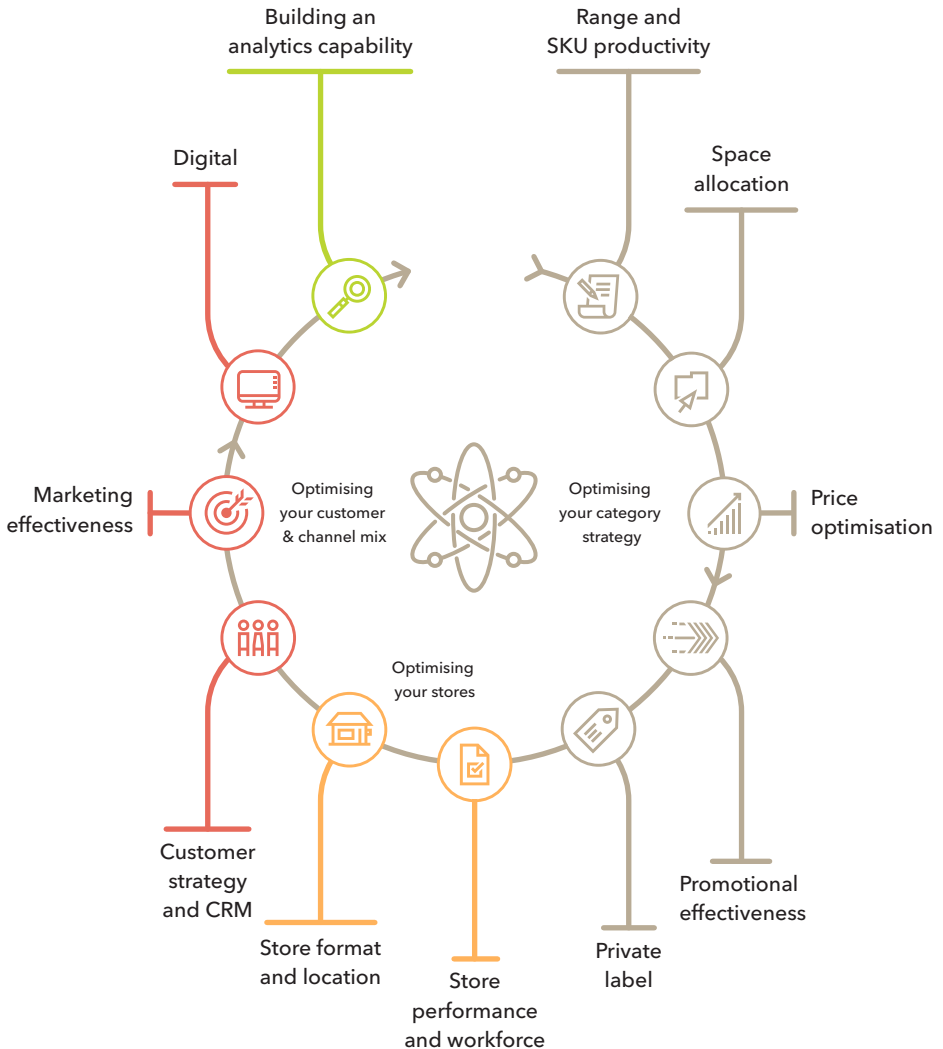 Building an
analytics capability
Range and
SKU productivity
Digital
Space
allocation
Marketing
effectiveness
Optimising
your customer
& channel mix
Optimising
your category
strategy
Price
optimisation
Optimising
your stores
Customer
strategy
and CRM
Promotional
effectiveness
Store format
and location
Private
label
Store
performance
and workforce